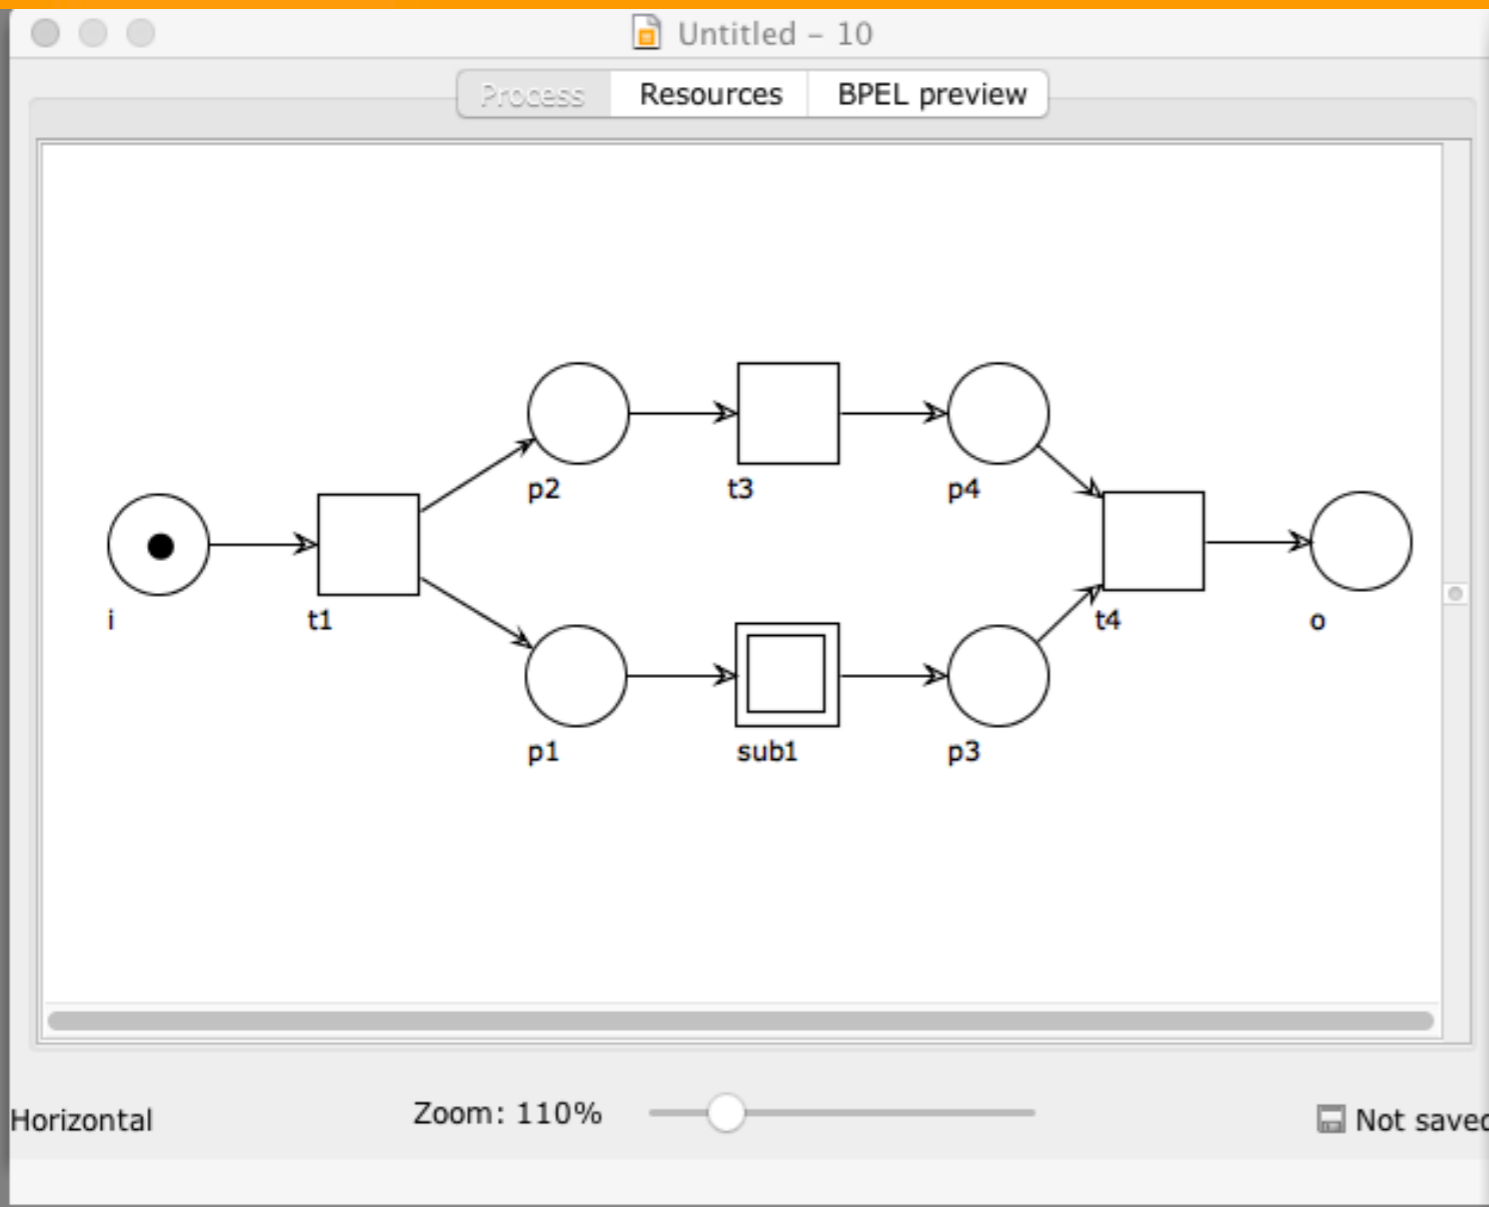 Untitled – 10
Process Resources BPEL preview
p2 t3 p4
i t1 t4 o
p1 sub1 p3
Horizontal Zoom: 110% Not saved